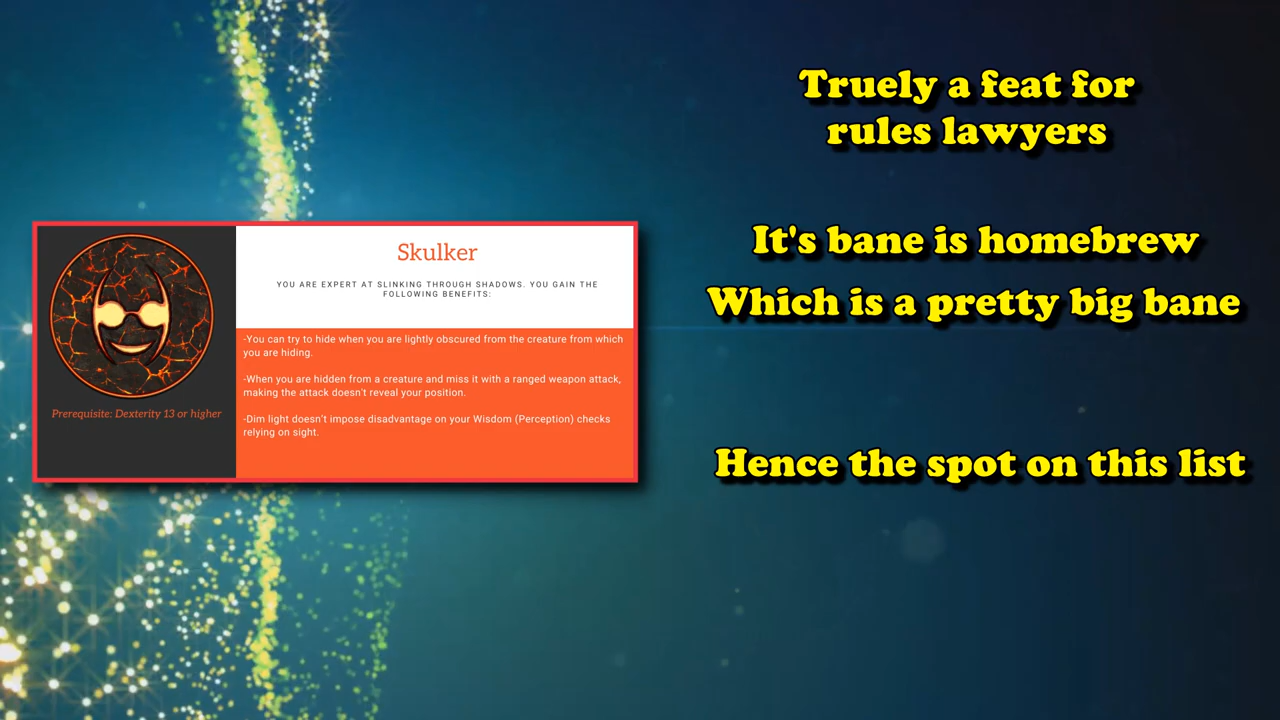 Truely a feat for
rules lawyers
It's bane is homebrew
Which is a pretty big bane
Hence the spot on this list
Skulker
YOU ARE EXPERT AT SLINKING THROUGH SHADOWS. YOU GAIN THE
FOLLOWING BENEFITS:
Prerequisite: Dexterity 13 or higher
-You can try to hide when you are lightly obscured from the creature from which
you are hiding.
-When you are hidden from a creature and miss it with a ranged weapon attack,
making the attack doesn't reveal your position.
-Dim light doesn't impose disadvantage on your Wisdom (Perception) checks
relying on sight.